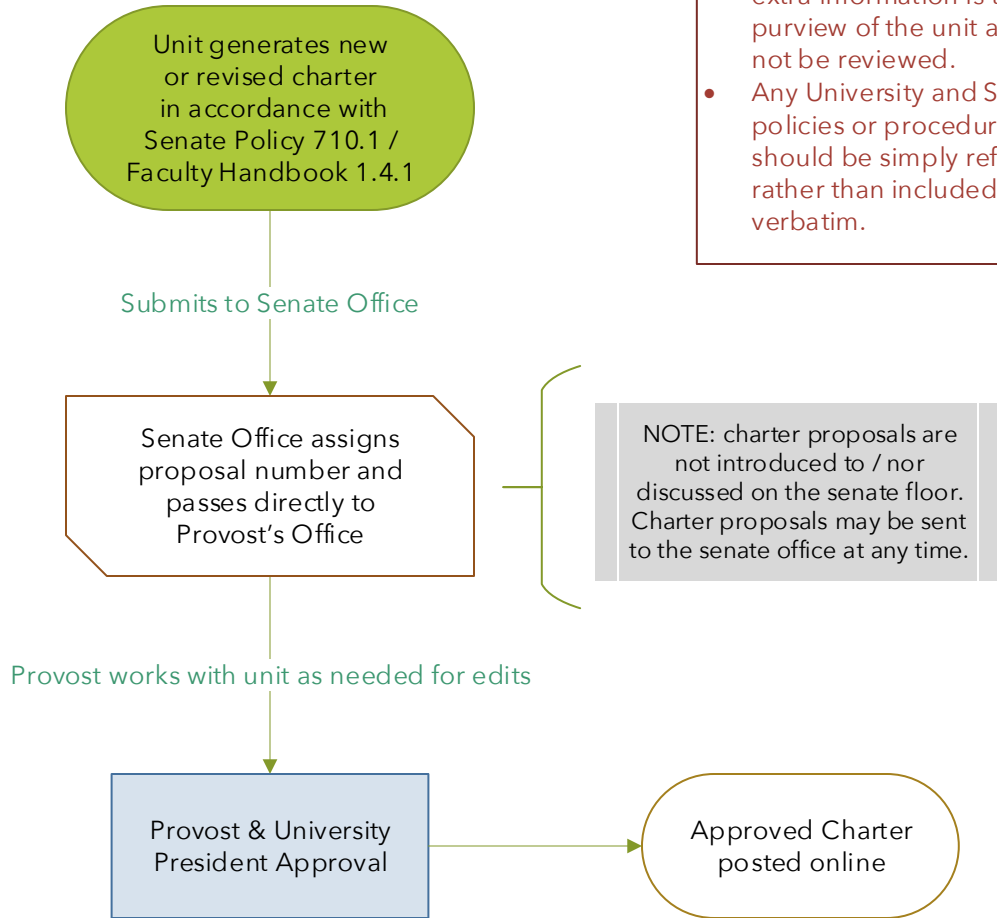 extra information is
purview of the unit
not be reviewed.
• Any University and
policies or procedur
should be simply
rather than included
verbatim.
Unit generates new
or revised charter
in accordance with
Senate Policy 710.1 /
Faculty Handbook 1.4.1
Submits to Senate Office
Senate Office assigns
proposal number and
passes directly to
Provost’s Office
NOTE: charter proposals are
not introduced to / nor
discussed on the senate floor.
Charter proposals may be sent
to the senate office at any time.
Provost works with unit as needed for edits
Provost & University
President Approval
Approved Charter
posted online